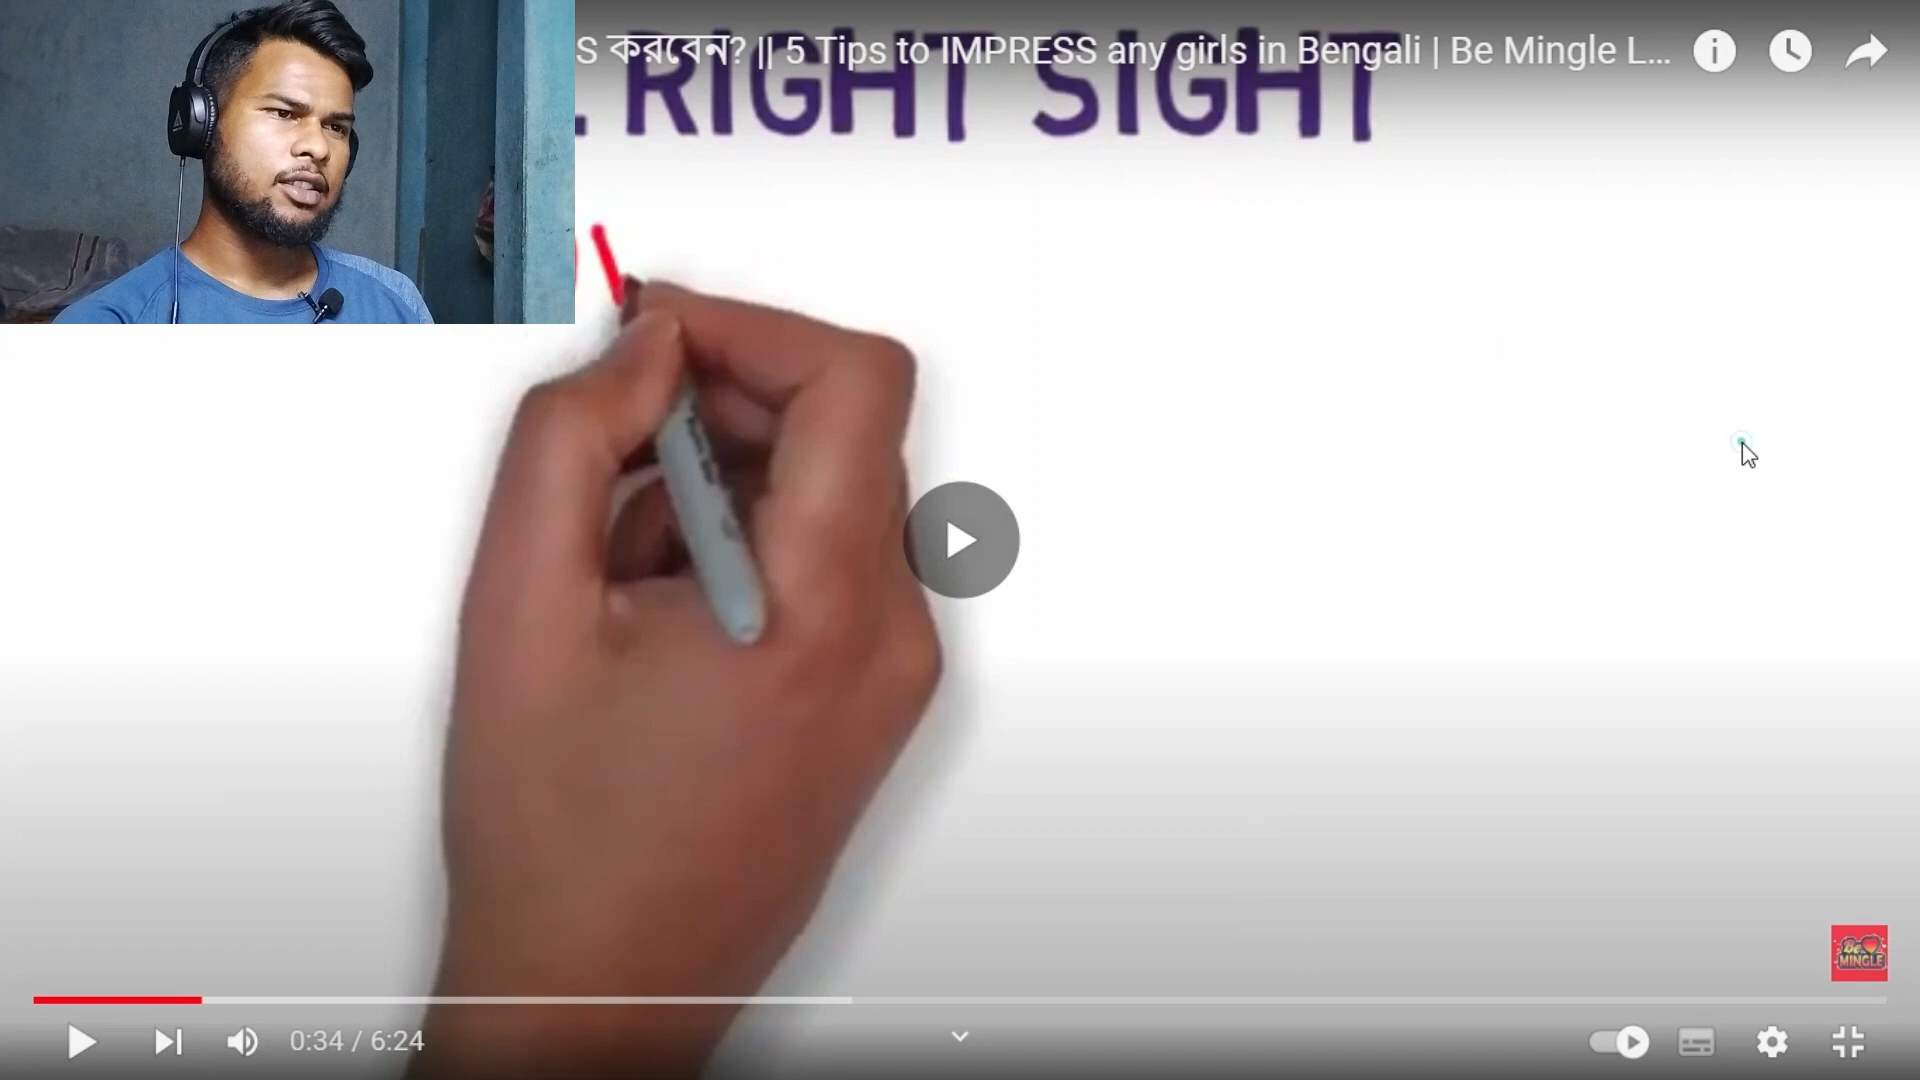 S করবেন? || 5 Tips to IMPRESS any girls in Bengali | Be Mingle L...
. RIGHT SIGHT
Be
MINGLE
0:34 / 6:24